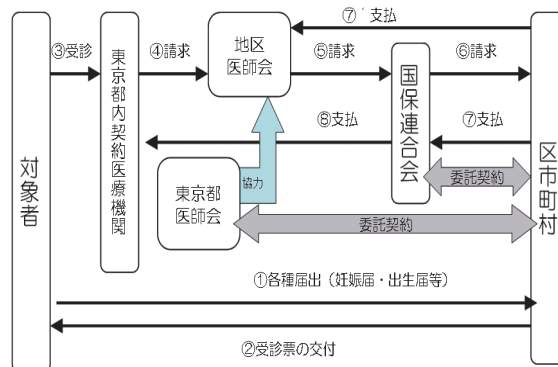 ⑦´支払
③受診
④請求
地区
医師会
⑤請求
⑥請求
対象者
東京都内契約医療機関
国保連合会
区市町村
⑧支払
⑦支払
協力
東京都
医師会
委託契約
委託契約
①各種届出（妊娠届・出生届等）
②受診票の交付